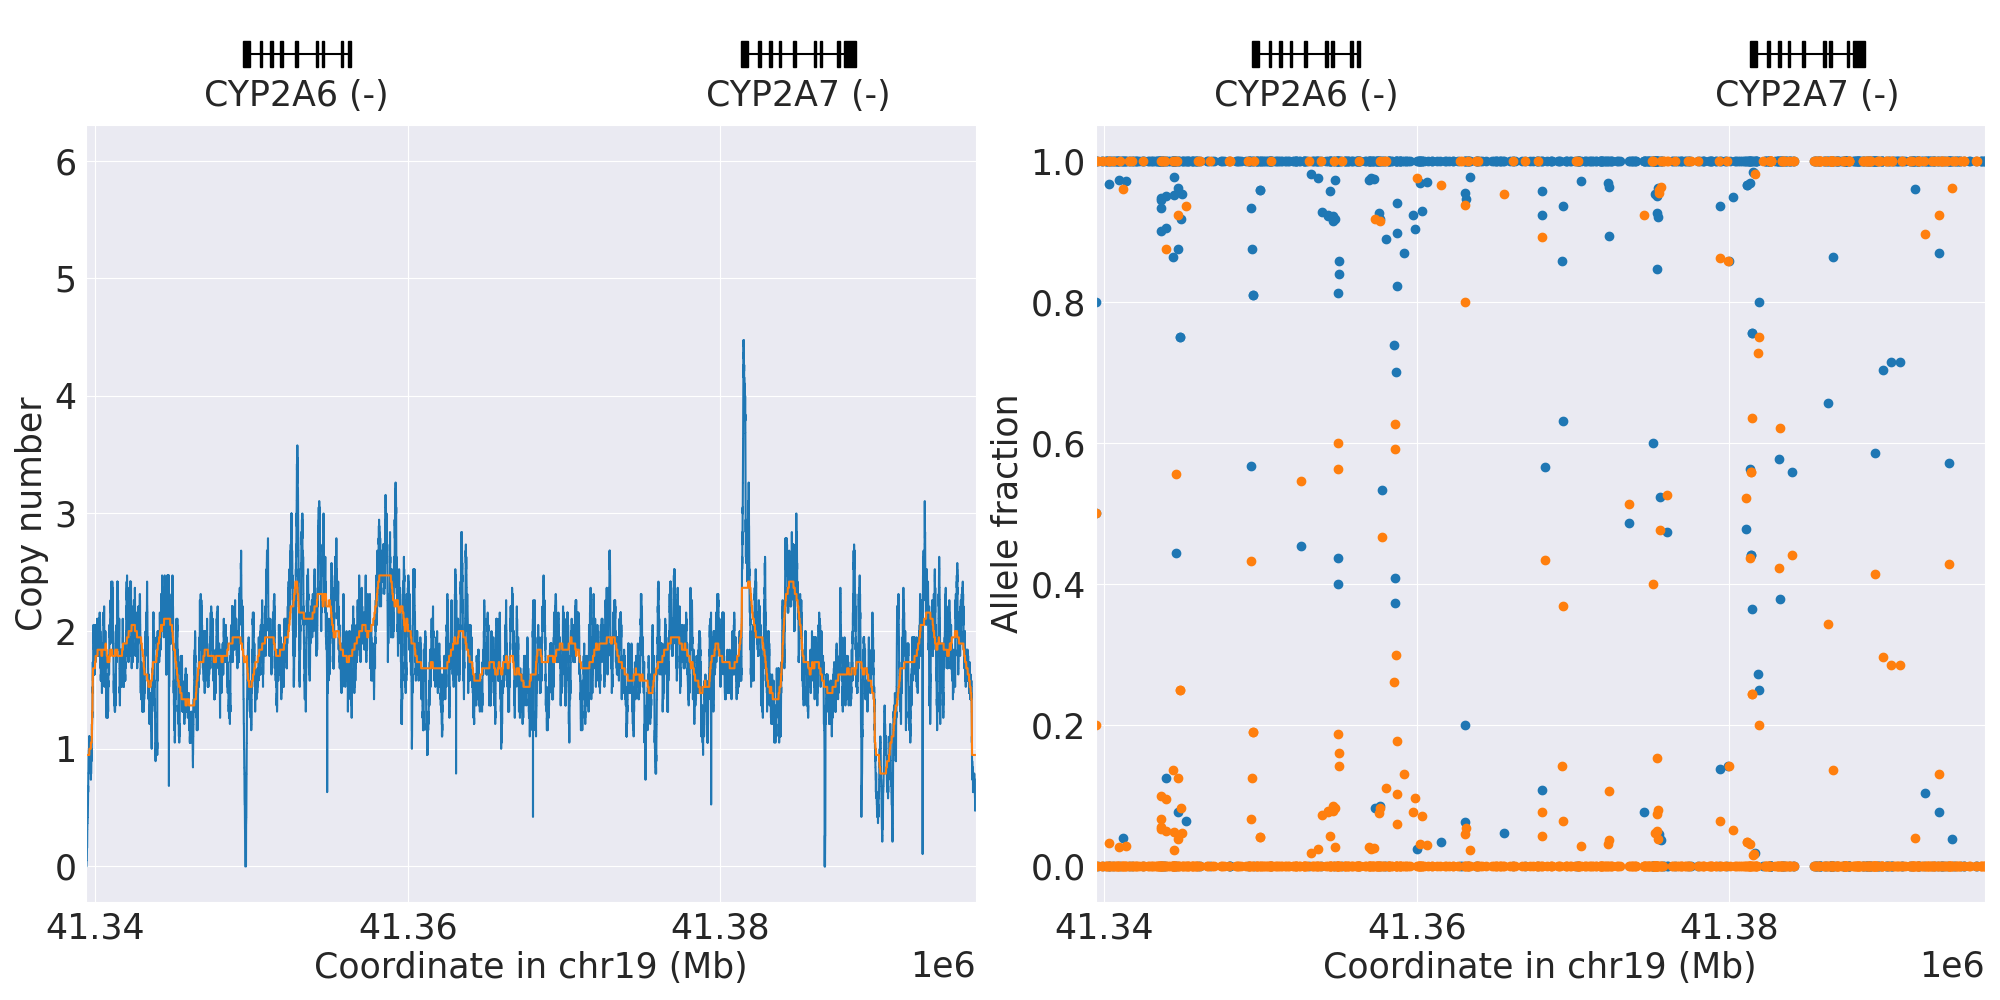 CYP2A6 (-)
CYP2A7 (-)
6
5
4
3
2
1
0
Copy number
41.34
41.36
41.38
Coordinate in chr19 (Mb)
1e6
CYP2A6 (-)
CYP2A7 (-)
1.0
0.8
0.6
0.4
0.2
0.0
Allele fraction
41.34
41.36
41.38
Coordinate in chr19 (Mb)
1e6